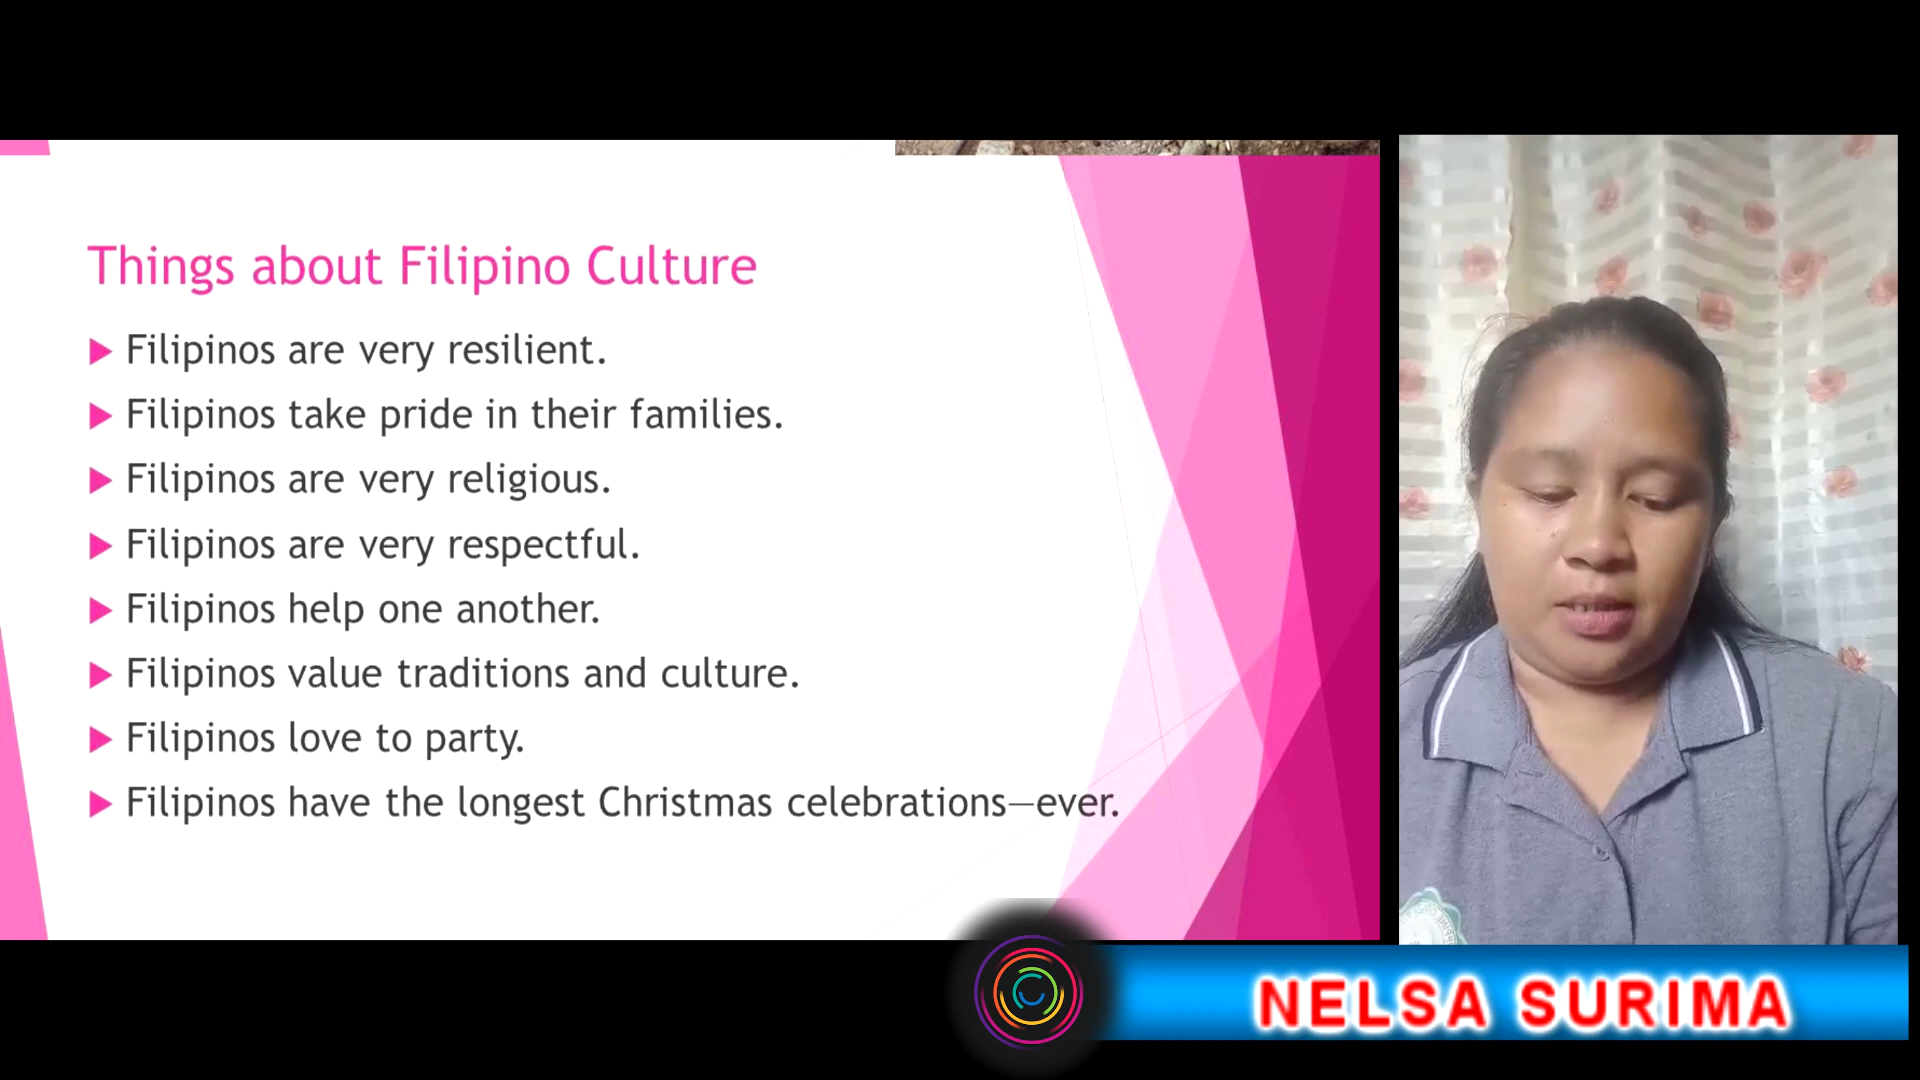 Things about Filipino Culture
Filipinos are very resilient.
Filipinos take pride in their families.
Filipinos are very religious.
Filipinos are very respectful.
Filipinos help one another.
Filipinos value traditions and culture.
Filipinos love to party.
Filipinos have the longest Christmas celebrations—ever.
NELSA SURIMA